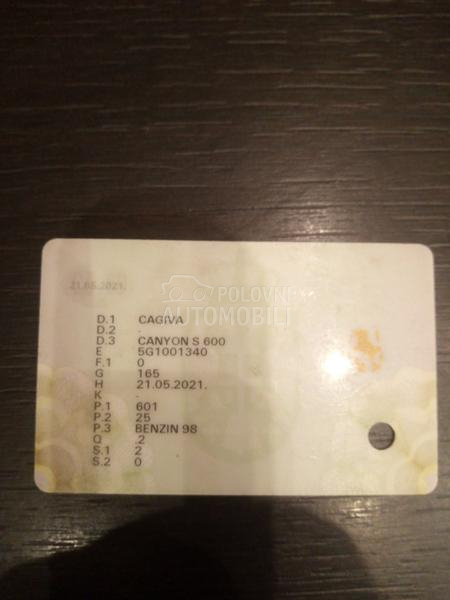 21.05.2021.
POLOVNI
AUTOMOBILI
D.1 CAGIVA
D.2 -
D.3 CANYON S 600
E 5G1001340
F.1 0
G 165
H 21.05.2021.
K -
P.1 601
P.2 25
P.3 BENZIN 98
Q .2
S.1 2
S.2 0